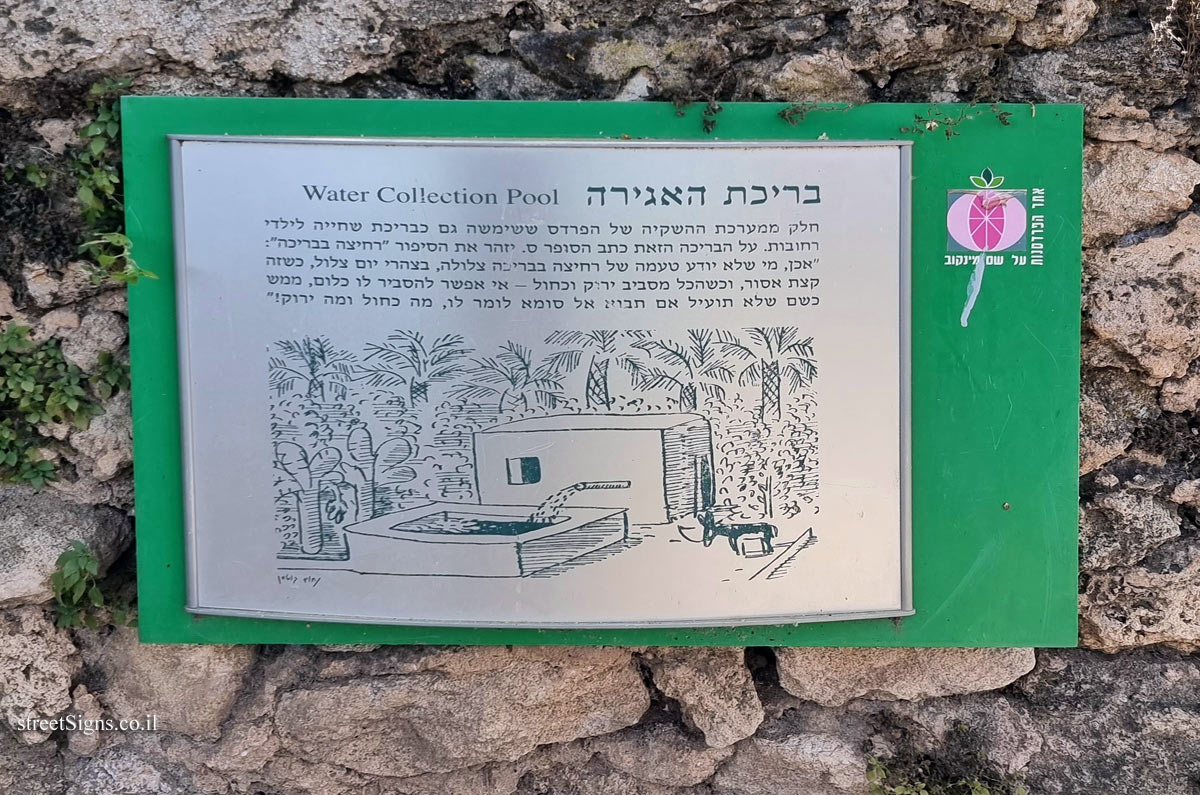 בריכת האגירה Water Collection Pool
חלק ממערכת ההשקיה של הפרדס ששימשה גם כבריכת שחייה לילדי
רחובות. על הבריכה הזאת כתב הסופר ס. יזהר את הסיפור "רחיצה בבריכה":
"אכן, מי שלא יודע טעמה של רחיצה בבריכה צלולה, בצהרי יום צלול, כשזה
קצת אסור, וכשהכל מסביב ירוק וכחול – אי אפשר להסביר לו כלום, ממש
כשם שלא תועיל אם תבוא אל סומא לומר לו, מה כחול ומה ירוק!"
נחום גוטמן
אתר הפרדסנות
על שם מינקוב
streetSigns.co.il